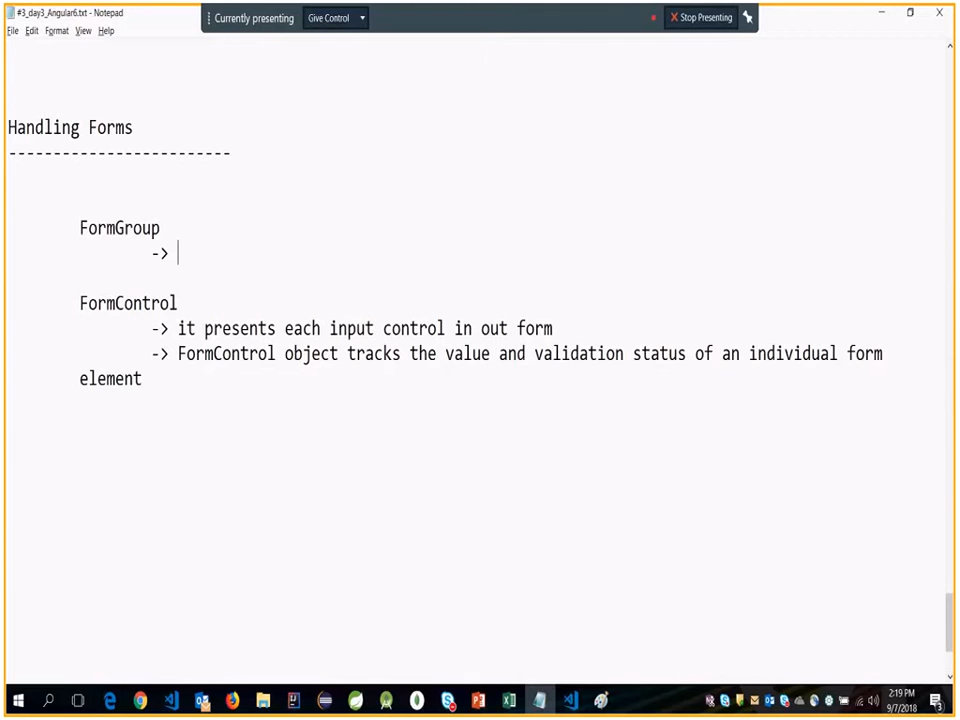 #3_day3_Angular6.txt - Notepad
Currently presenting
Give Control
Stop Presenting
File Edit Format View Help
Handling Forms
-------------------------
FormGroup
->
FormControl
-> it presents each input control in out form
-> FormControl object tracks the value and validation status of an individual form
element
2:19 PM
9/7/2018
3